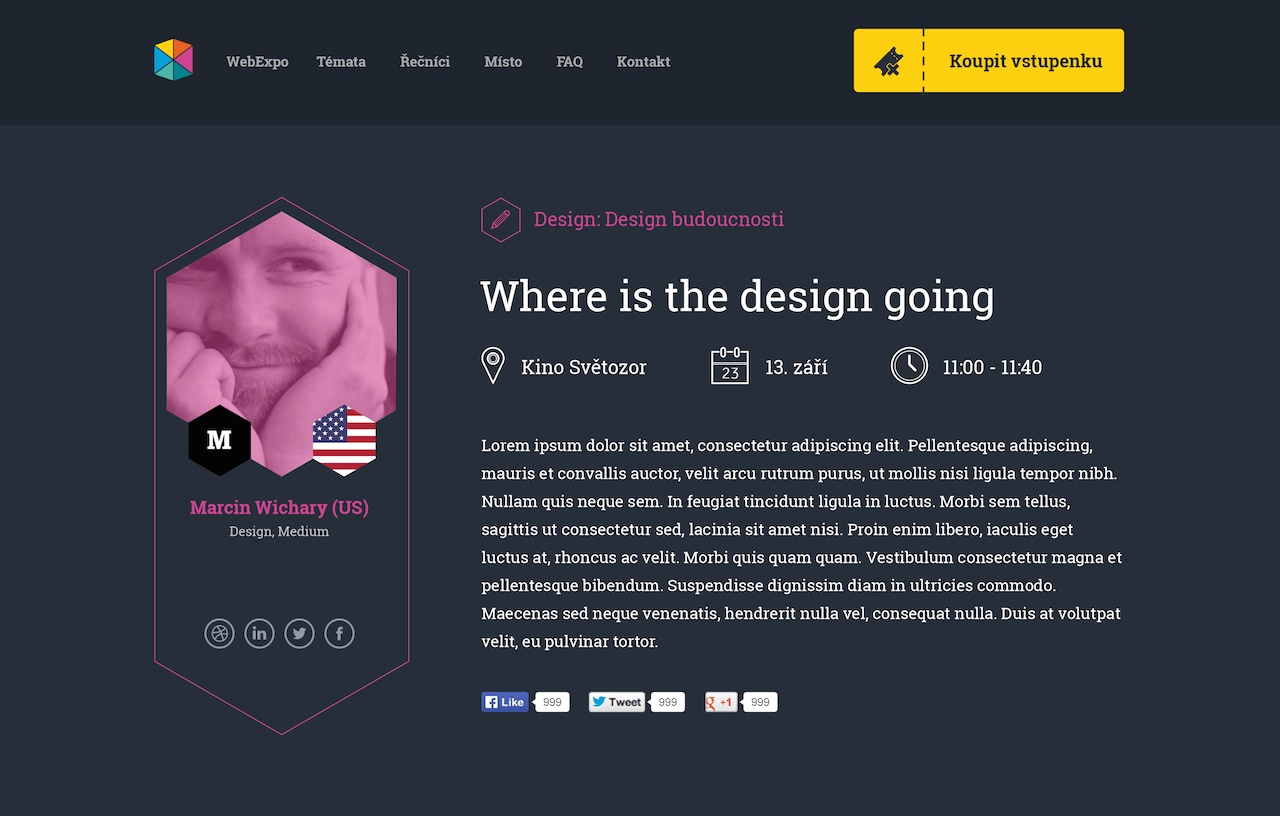 WebExpo Témata Řečníci Místo FAQ Kontakt
Koupit vstupenku
Design: Design budoucnosti
Where is the design going
Kino Světozor
23
13. září
11:00 - 11:40
M
Marcin Wichary (US)
Design, Medium
Lorem ipsum dolor sit amet, consectetur adipiscing elit. Pellentesque adipiscing,
mauris et convallis auctor, velit arcu rutrum purus, ut mollis nisi ligula tempor nibh.
Nullam quis neque sem. In feugiat tincidunt ligula in luctus. Morbi sem tellus,
sagittis ut consectetur sed, lacinia sit amet nisi. Proin enim libero, iaculis eget
luctus at, rhoncus ac velit. Morbi quis quam quam. Vestibulum consectetur magna et
pellentesque bibendum. Suspendisse dignissim diam in ultricies commodo.
Maecenas sed neque venenatis, hendrerit nulla vel, consequat nulla. Duis at volutpat
velit, eu pulvinar tortor.
in
f
f Like 999
Tweet 999
g +1 999